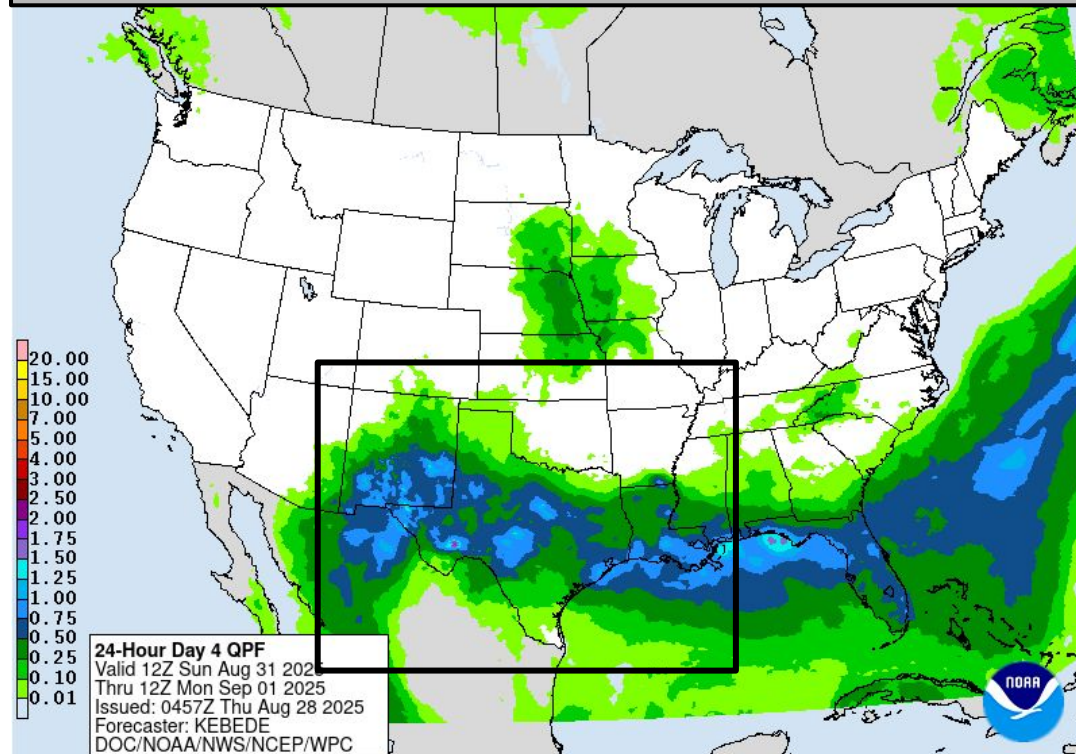 20.00
15.00
10.00
7.00
5.00
4.00
3.00
2.50
2.00
1.75
1.50
1.25
1.00
0.75
0.50
0.25
0.10
0.01
24-Hour Day 4 QPF
Valid 12Z Sun Aug 31 2025
Thru 12Z Mon Sep 01 2025
Issued: 0457Z Thu Aug 28 2025
Forecaster: KEBEDE
DOC/NOAA/NWS/NCEP/WPC
NOAA